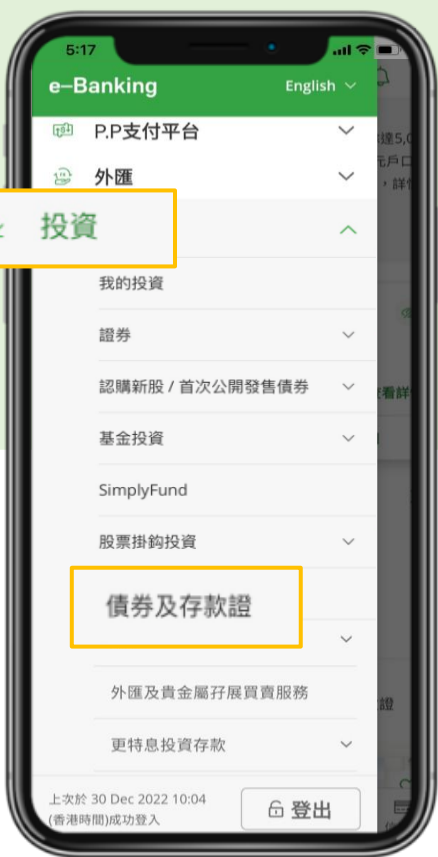 5:17
e–Banking English
P.P支付平台
外匯
投資
我的投資
證券
認購新股 / 首次公開發售債券
基金投資
SimplyFund
股票掛鈎投資
債券及存款證
外匯及貴金屬孖展買賣服務
更特息投資存款
上次於 30 Dec 2022 10:04
(香港時間)成功登入
登出